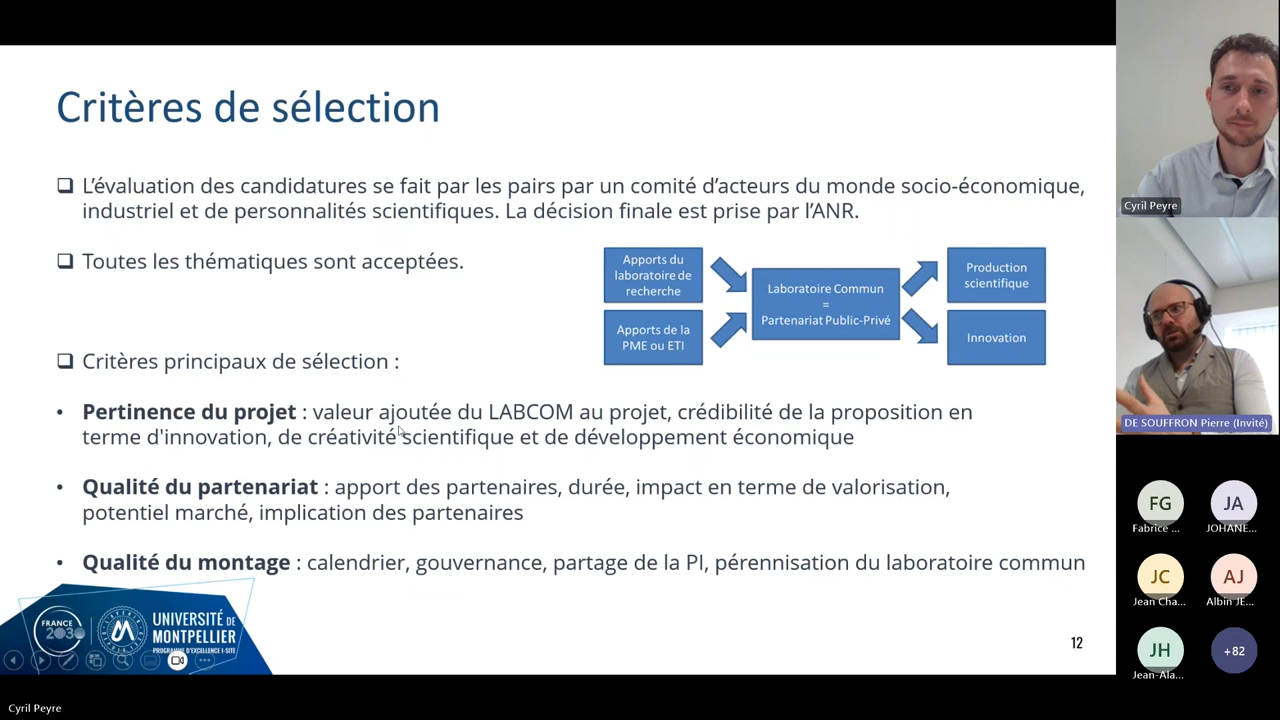 Critères de sélection
❑ L’évaluation des candidatures se fait par les pairs par un comité d’acteurs du monde socio-économique,
industriel et de personnalités scientifiques. La décision finale est prise par l’ANR.
❑ Toutes les thématiques sont acceptées.
Apports du
laboratoire de
recherche
Apports de la
PME ou ETI
Laboratoire Commun
=
Partenariat Public-Privé
Production
scientifique
Innovation
❑ Critères principaux de sélection :
• Pertinence du projet : valeur ajoutée du LABCOM au projet, crédibilité de la proposition en
terme d'innovation, de créativité scientifique et de développement économique
• Qualité du partenariat : apport des partenaires, durée, impact en terme de valorisation,
potentiel marché, implication des partenaires
• Qualité du montage : calendrier, gouvernance, partage de la PI, pérennisation du laboratoire commun
FRANCE
2030
UNIVERSITÉ DE
MONTPELLIER
PROGRAMME D'EXCELLENCE I-SITE
12
Cyril Peyre
DE SOUFFRON Pierre (Invité)
FG
Fabrice ...
JA
JOHANE...
JC
Jean Cha...
AJ
Albin JE...
JH
Jean-Ala...
+82
Cyril Peyre